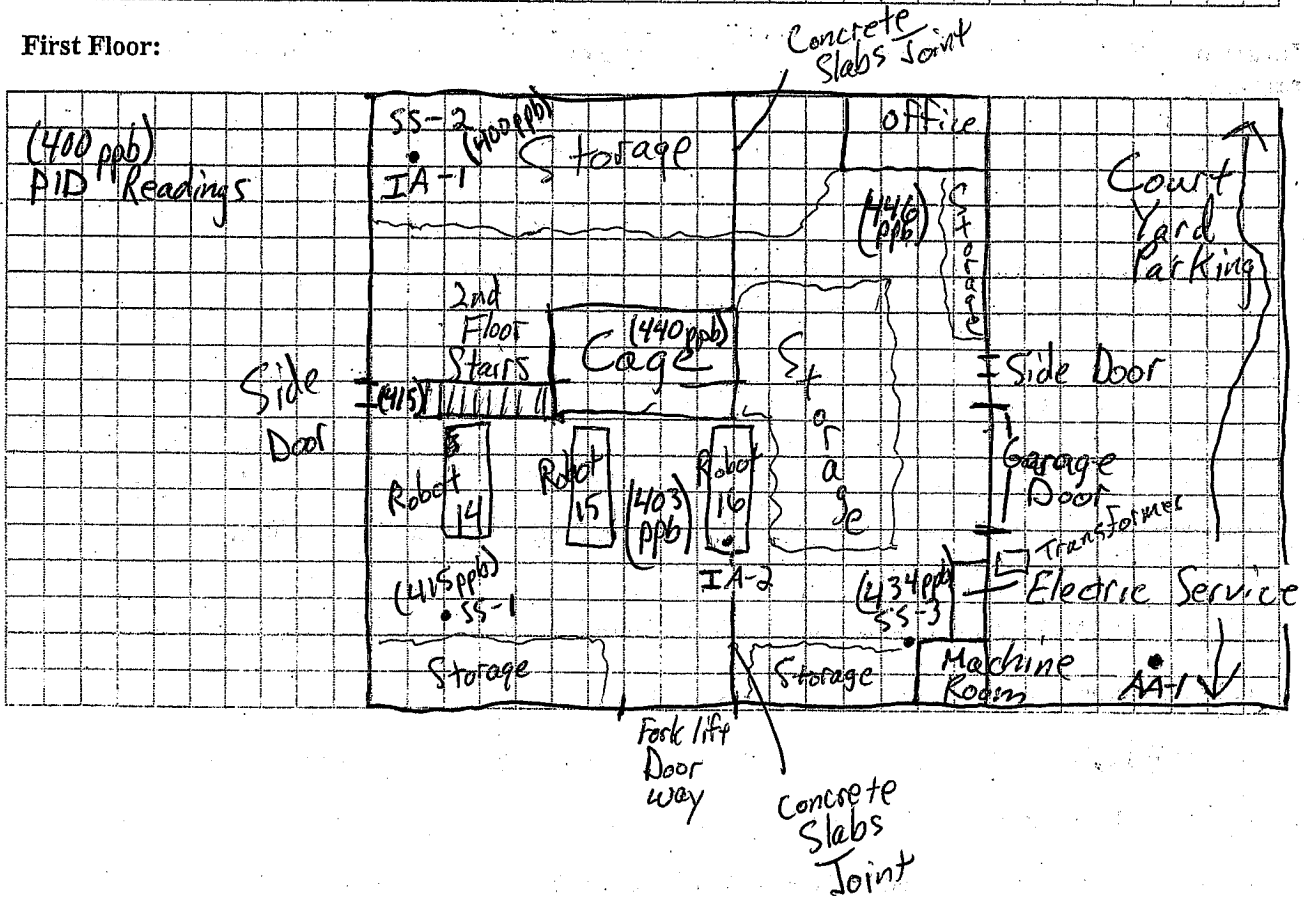 First Floor:
Concrete
Slabs Joint
(400 ppb)
PID Readings
SS-2
(400 ppb)
IA-1
Storage
office
(446
ppb)
Storage
Court
Yard
Parking
2nd
Floor
Stairs
(440 ppb)
Cage
Storage
Side
Door
(415)
Side Door
Garage
Door
Robot
14
Robot
15
(403
ppb)
Robot
16
IA-2
Transformer
Electric Service
(415 ppb)
SS-1
(434 ppb)
SS-3
Storage
Storage
Machine
Room
AA-1
Fork lift
Door
way
Concrete
Slabs
Joint